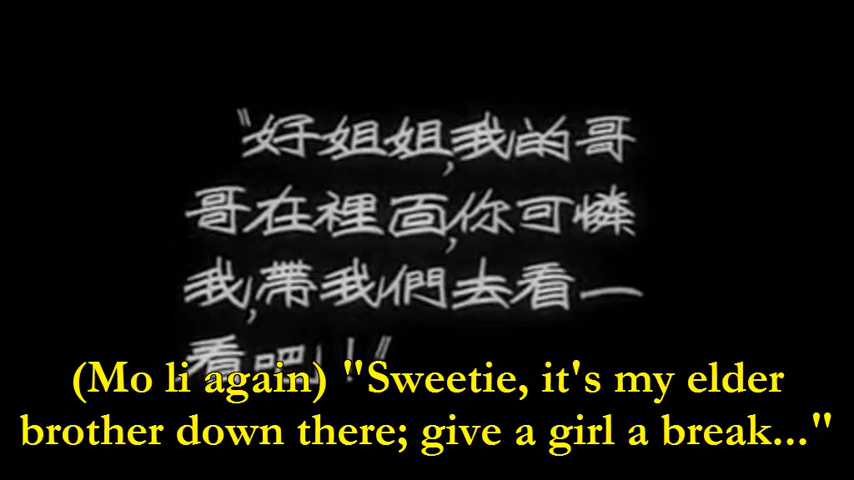 "好姐姐,我的哥
哥在裡面,你可憐
我,帶我們去看一
看吧!"
(Mo li again) "Sweetie, it's my elder
brother down there; give a girl a break..."